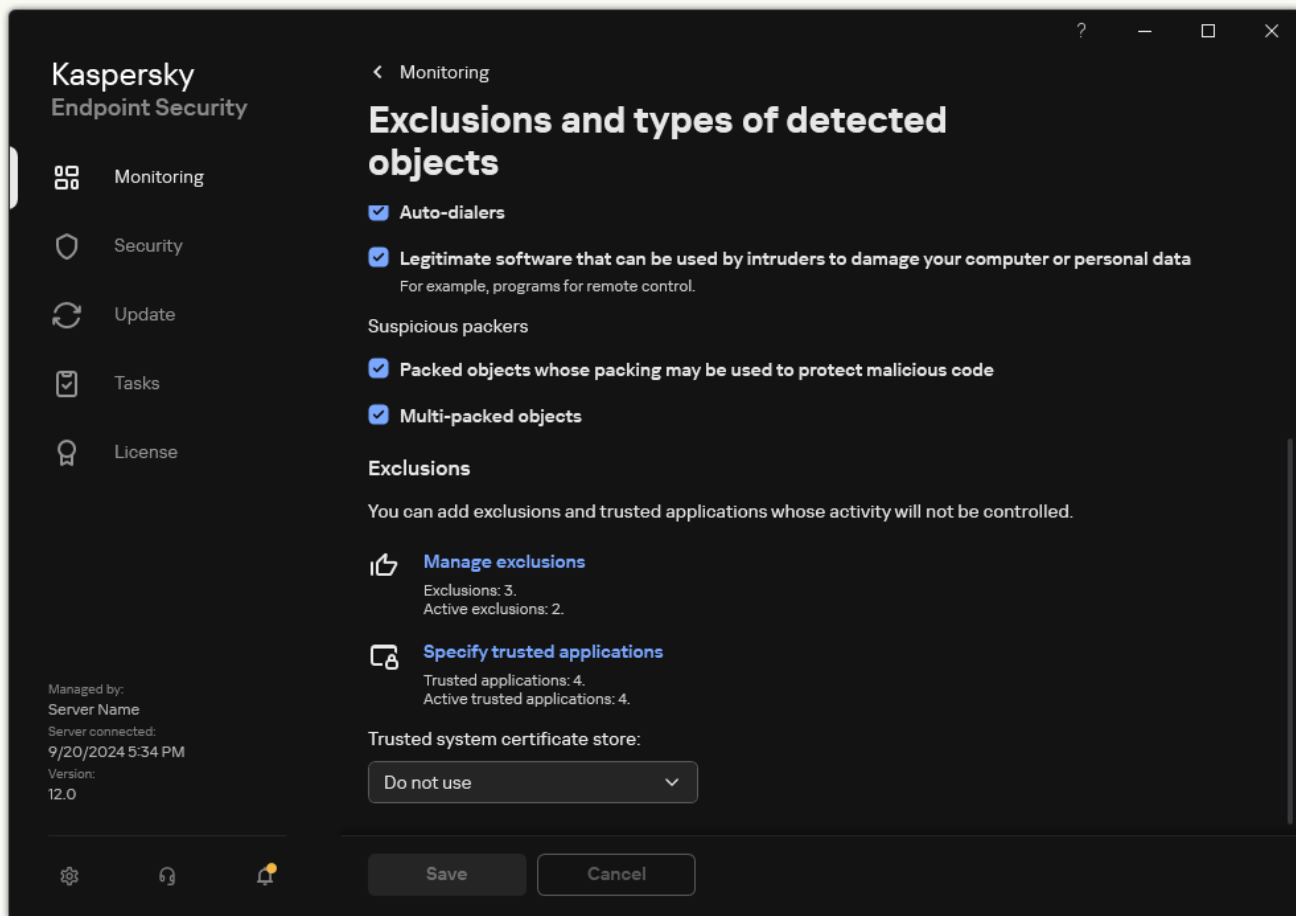 ?
Kaspersky
Endpoint Security
Monitoring
Security
Update
Tasks
License
Managed by:
Server Name
Server connected:
9/20/2024 5:34 PM
Version:
12.0
Monitoring
Exclusions and types of detected
objects
Auto-dialers
Legitimate software that can be used by intruders to damage your computer or personal data
For example, programs for remote control.
Suspicious packers
Packed objects whose packing may be used to protect malicious code
Multi-packed objects
Exclusions
You can add exclusions and trusted applications whose activity will not be controlled.
Manage exclusions
Exclusions: 3.
Active exclusions: 2.
Specify trusted applications
Trusted applications: 4.
Active trusted applications: 4.
Trusted system certificate store:
Do not use
Save
Cancel